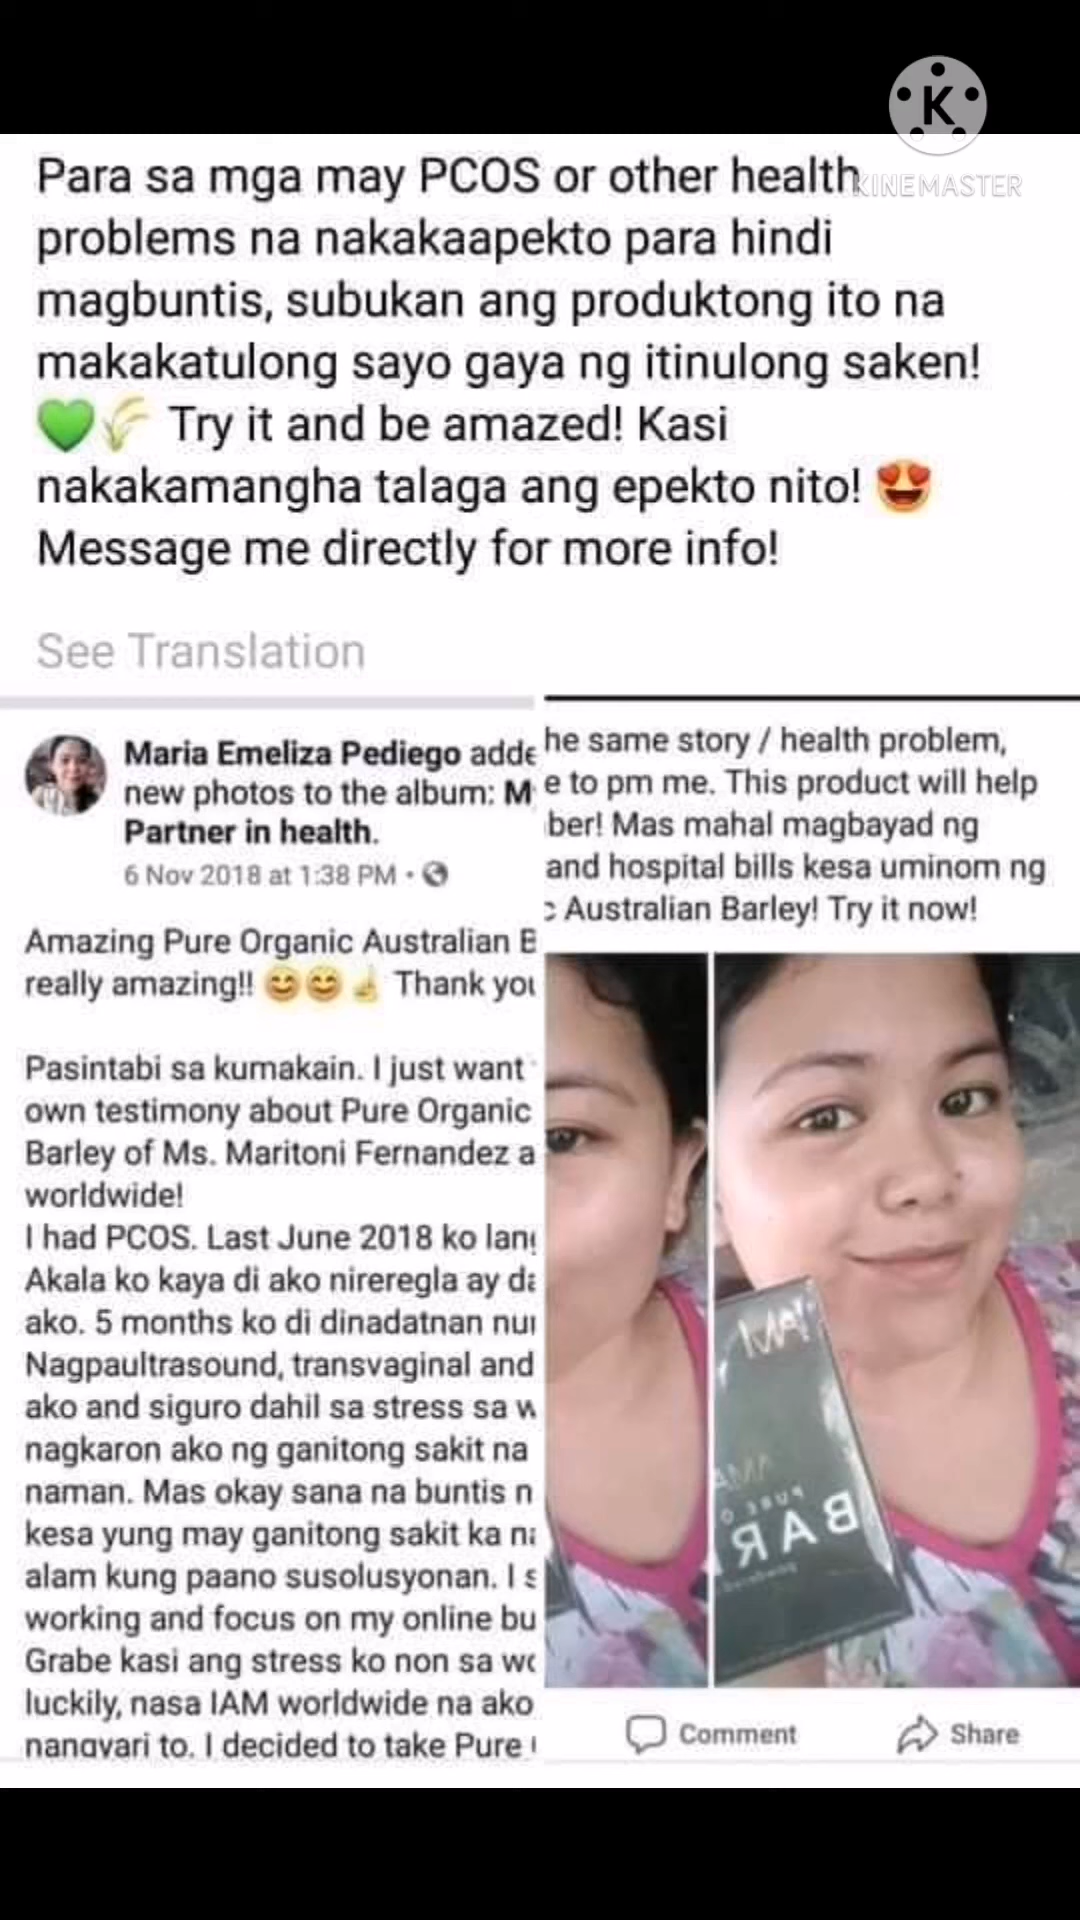 KINEMASTER
Para sa mga may PCOS or other health
problems na nakakaapekto para hindi
magbuntis, subukan ang produktong ito na
makakatulong sayo gaya ng itinulong saken!
💚🌾 Try it and be amazed! Kasi
nakakamangha talaga ang epekto nito! 😍
Message me directly for more info!
See Translation
Maria Emeliza Pediego adde
new photos to the album: M
Partner in health.
6 Nov 2018 at 1:38 PM •
Amazing Pure Organic Australian B
really amazing!! 😊😊☝ Thank you
Pasintabi sa kumakain. I just want
own testimony about Pure Organic
Barley of Ms. Maritoni Fernandez a
worldwide!
I had PCOS. Last June 2018 ko lang
Akala ko kaya di ako nireregla ay da
ako. 5 months ko di dinadatnan nun
Nagpaultrasound, transvaginal and
ako and siguro dahil sa stress sa w
nagkaron ako ng ganitong sakit na
naman. Mas okay sana na buntis n
kesa yung may ganitong sakit ka na
alam kung paano susolusyonan. I s
working and focus on my online bu
Grabe kasi ang stress ko non sa wo
luckily, nasa IAM worldwide na ako
nangyari to. I decided to take Pure
he same story / health problem,
e to pm me. This product will help
ber! Mas mahal magbayad ng
and hospital bills kesa uminom ng
c Australian Barley! Try it now!
IAM
PURE O
BAR
Comment
Share